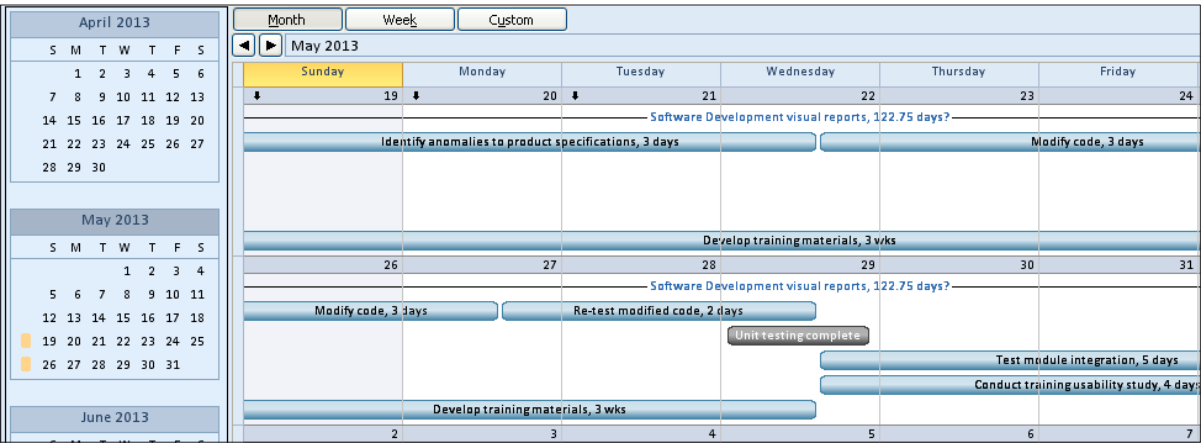 April 2013
S M T W T F S
1 2 3 4 5 6
7 8 9 10 11 12 13
14 15 16 17 18 19 20
21 22 23 24 25 26 27
28 29 30
May 2013
S M T W T F S
1 2 3 4
5 6 7 8 9 10 11
12 13 14 15 16 17 18
19 20 21 22 23 24 25
26 27 28 29 30 31
June 2013
Month Week Custom
May 2013
Sunday Monday Tuesday Wednesday Thursday Friday
19 20 21 22 23 24
Software Development visual reports, 122.75 days?
Identify anomalies to product specifications, 3 days Modify code, 3 days
Develop training materials, 3 wks
26 27 28 29 30 31
Software Development visual reports, 122.75 days?
Modify code, 3 days Re-test modified code, 2 days
Unit testing complete
Test module integration, 5 days
Conduct training usability study, 4 days
Develop training materials, 3 wks
2 3 4 5 6 7